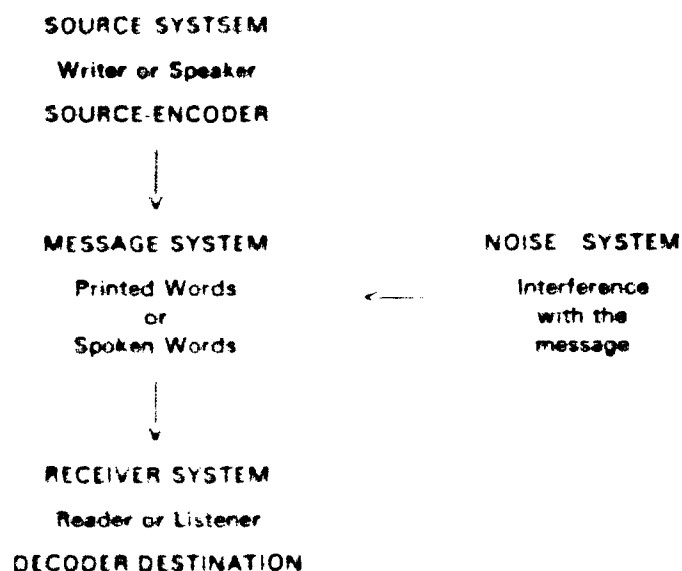 SOURCE SYSTSEM
Writer or Speaker
SOURCE-ENCODER
MESSAGE SYSTEM
Printed Words
or
Spoken Words
NOISE SYSTEM
Interference
with the
message
RECEIVER SYSTEM
Reader or Listener
DECODER DESTINATION